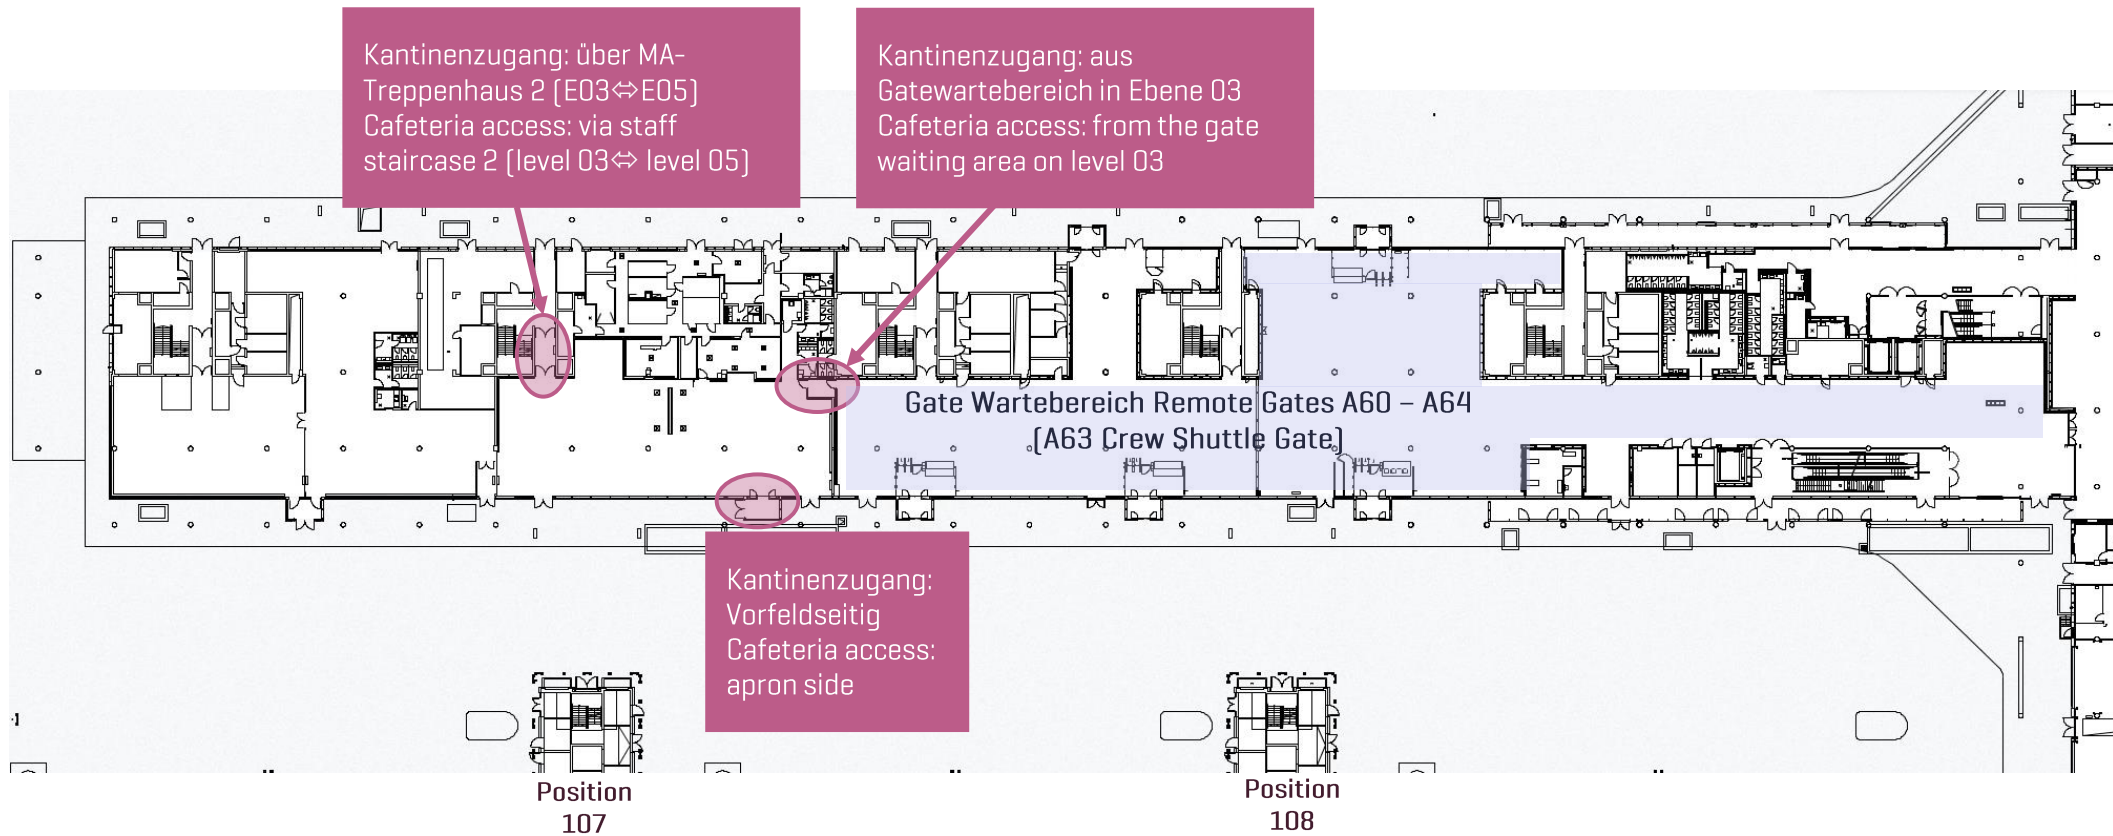 Kantinenzugang: über MA-
Treppenhaus 2 [E03⇔E05]
Cafeteria access: via staff
staircase 2 [level 03⇔ level 05]
Kantinenzugang: aus
Gatewartebereich in Ebene 03
Cafeteria access: from the gate
waiting area on level 03
Gate Wartebereich Remote Gates A60 – A64
[A63 Crew Shuttle Gate]
Kantinenzugang:
Vorfeldseitig
Cafeteria access:
apron side
Position
107
Position
108